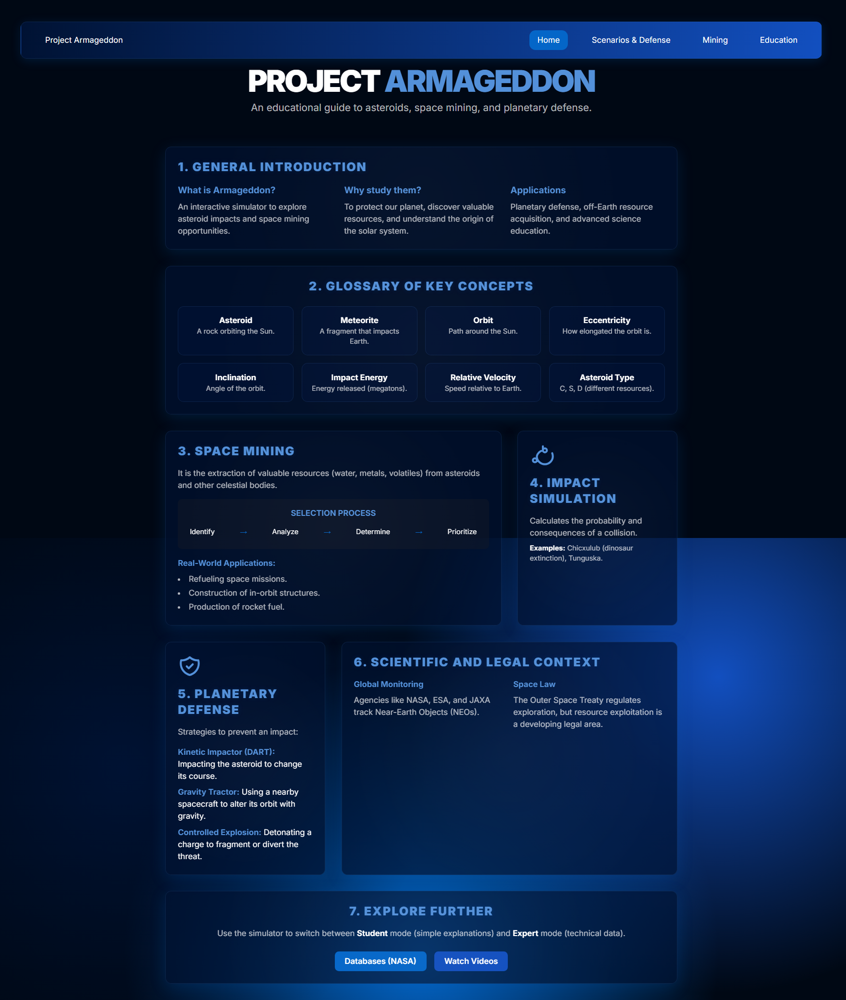 Project Armageddon
Home
Scenarios & Defense
Mining
Education
PROJECT ARMAGEDDON
An educational guide to asteroids, space mining, and planetary defense.
1. GENERAL INTRODUCTION
What is Armageddon?
An interactive simulator to explore
asteroid impacts and space mining
opportunities.
Why study them?
To protect our planet, discover valuable
resources, and understand the origin of
the solar system.
Applications
Planetary defense, off-Earth resource
acquisition, and advanced science
education.
2. GLOSSARY OF KEY CONCEPTS
Asteroid
A rock orbiting the Sun.
Meteorite
A fragment that impacts
Earth.
Orbit
Path around the Sun.
Eccentricity
How elongated the orbit is.
Inclination
Angle of the orbit.
Impact Energy
Energy released (megatons).
Relative Velocity
Speed relative to Earth.
Asteroid Type
C, S, D (different resources).
3. SPACE MINING
It is the extraction of valuable resources (water, metals, volatiles) from asteroids
and other celestial bodies.
SELECTION PROCESS
Identify → Analyze → Determine → Prioritize
Real-World Applications:
• Refueling space missions.
• Construction of in-orbit structures.
• Production of rocket fuel.
4. IMPACT
SIMULATION
Calculates the probability and
consequences of a collision.
Examples: Chicxulub (dinosaur
extinction), Tunguska.
5. PLANETARY
DEFENSE
Strategies to prevent an impact:
Kinetic Impactor (DART):
Impacting the asteroid to change
its course.
Gravity Tractor: Using a nearby
spacecraft to alter its orbit with
gravity.
Controlled Explosion: Detonating a
charge to fragment or divert the
threat.
6. SCIENTIFIC AND LEGAL CONTEXT
Global Monitoring
Agencies like NASA, ESA, and JAXA
track Near-Earth Objects (NEOs).
Space Law
The Outer Space Treaty regulates
exploration, but resource exploitation is
a developing legal area.
7. EXPLORE FURTHER
Use the simulator to switch between Student mode (simple explanations) and Expert mode (technical data).
Databases (NASA)
Watch Videos